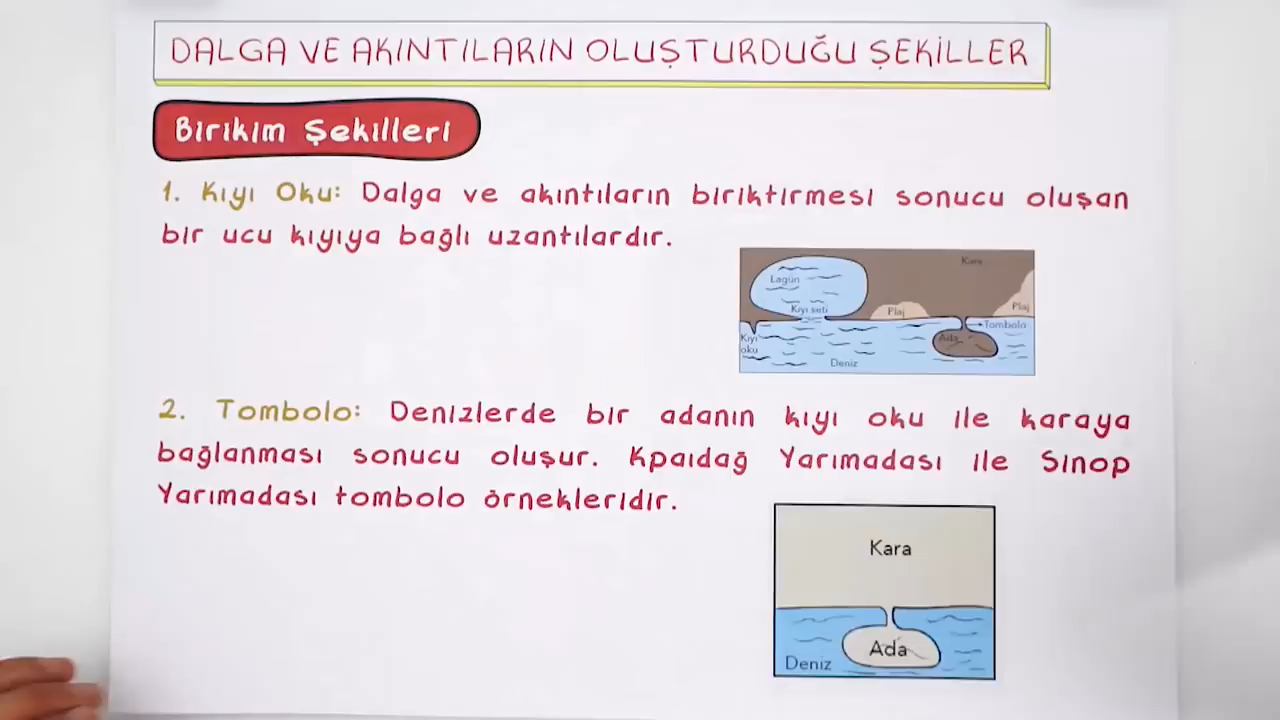 DALGA VE AKINTILARIN OLUŞTURDUĞU ŞEKİLLER
Birikim Şekilleri
1. Kıyı Oku: Dalga ve akıntıların biriktirmesi sonucu oluşan
bir ucu kıyıya bağlı uzantılardır.
Kara
Lagün
Kıyı seti
Plaj
Plaj
Tombolo
Kıyı
oku
Ada
Deniz
2. Tombolo: Denizlerde bir adanın kıyı oku ile karaya
bağlanması sonucu oluşur. Kpaıdağ Yarımadası ile Sinop
Yarımadası tombolo örnekleridir.
Kara
Ada
Deniz